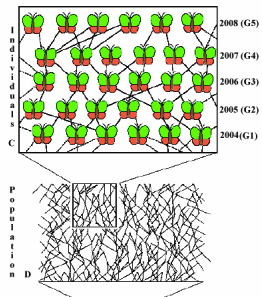 2008 (G5)
2007 (G4)
2006 (G3)
2005 (G2)
2004 (G1)
Individuals
C
Population
D